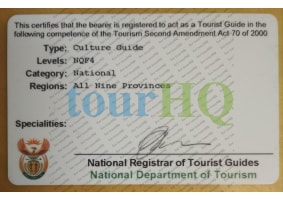 This certifies that the bearer is registered to act as a Tourist Guide in the
following competence of the Tourism Second Amendment Act 70 of 2000
Type: Culture Guide
Levels: NQF4
Category: National
Regions: All Nine Provinces
tourHQ
Specialities:
National Registrar of Tourist Guides
National Department of Tourism